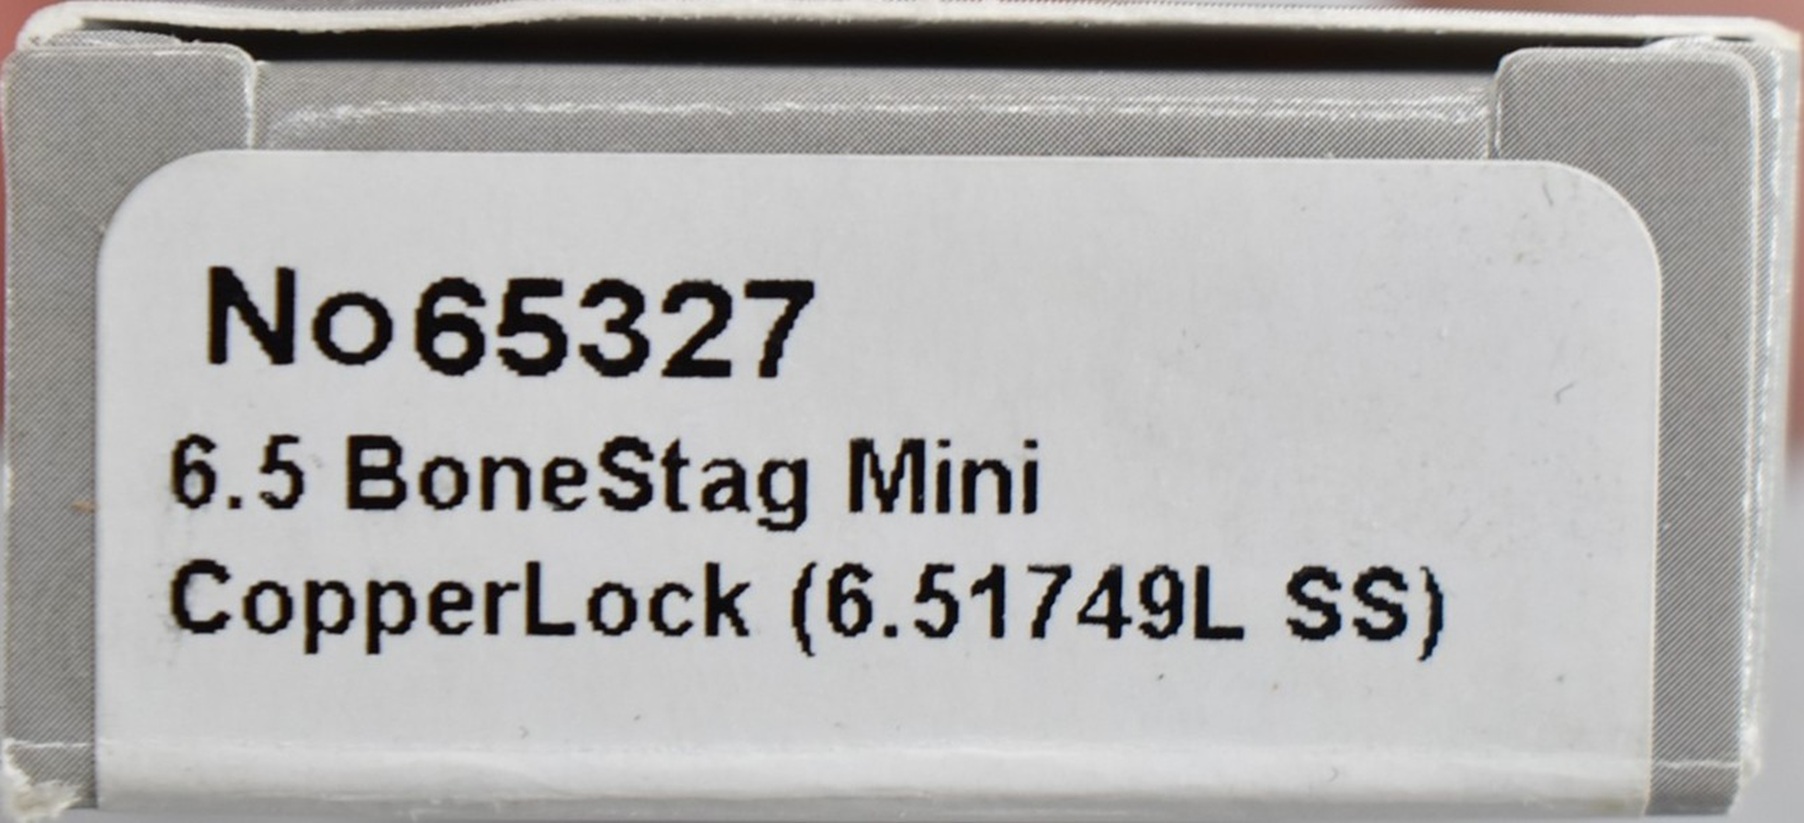 No65327
6.5 BoneStag Mini
CopperLock (6.51749L SS)